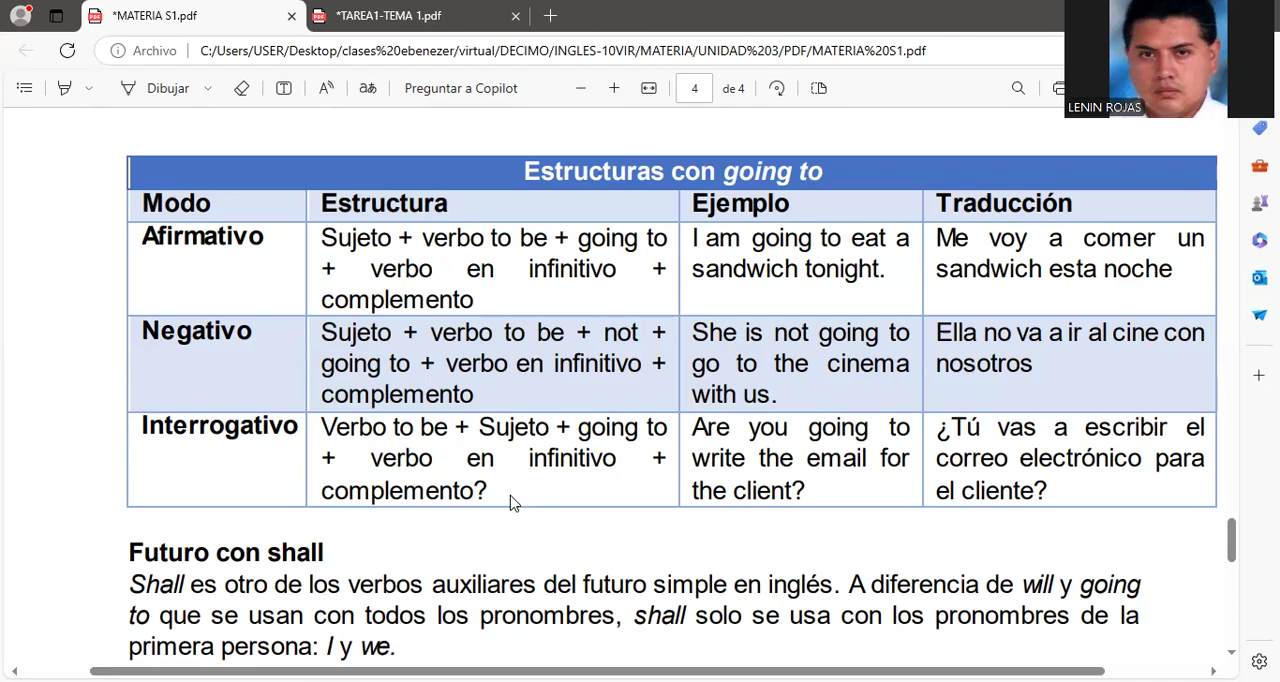 *MATERIA S1.pdf
*TAREA1-TEMA 1.pdf
Archivo
C:/Users/USER/Desktop/clases%20ebenezer/virtual/DECIMO/INGLES-10VIR/MATERIA/UNIDAD%203/PDF/MATERIA%20S1.pdf
Dibujar
aあ
Preguntar a Copilot
4
de 4
LENIN ROJAS
Estructuras con going to
Modo
Estructura
Ejemplo
Traducción
Afirmativo
Sujeto + verbo to be + going to
+ verbo en infinitivo +
complemento
I am going to eat a
sandwich tonight.
Me voy a comer un
sandwich esta noche
Negativo
Sujeto + verbo to be + not +
going to + verbo en infinitivo +
complemento
She is not going to
go to the cinema
with us.
Ella no va a ir al cine con
nosotros
Interrogativo
Verbo to be + Sujeto + going to
+ verbo en infinitivo +
complemento?
Are you going to
write the email for
the client?
¿Tú vas a escribir el
correo electrónico para
el cliente?
Futuro con shall
Shall es otro de los verbos auxiliares del futuro simple en inglés. A diferencia de will y going
to que se usan con todos los pronombres, shall solo se usa con los pronombres de la
primera persona: I y we.